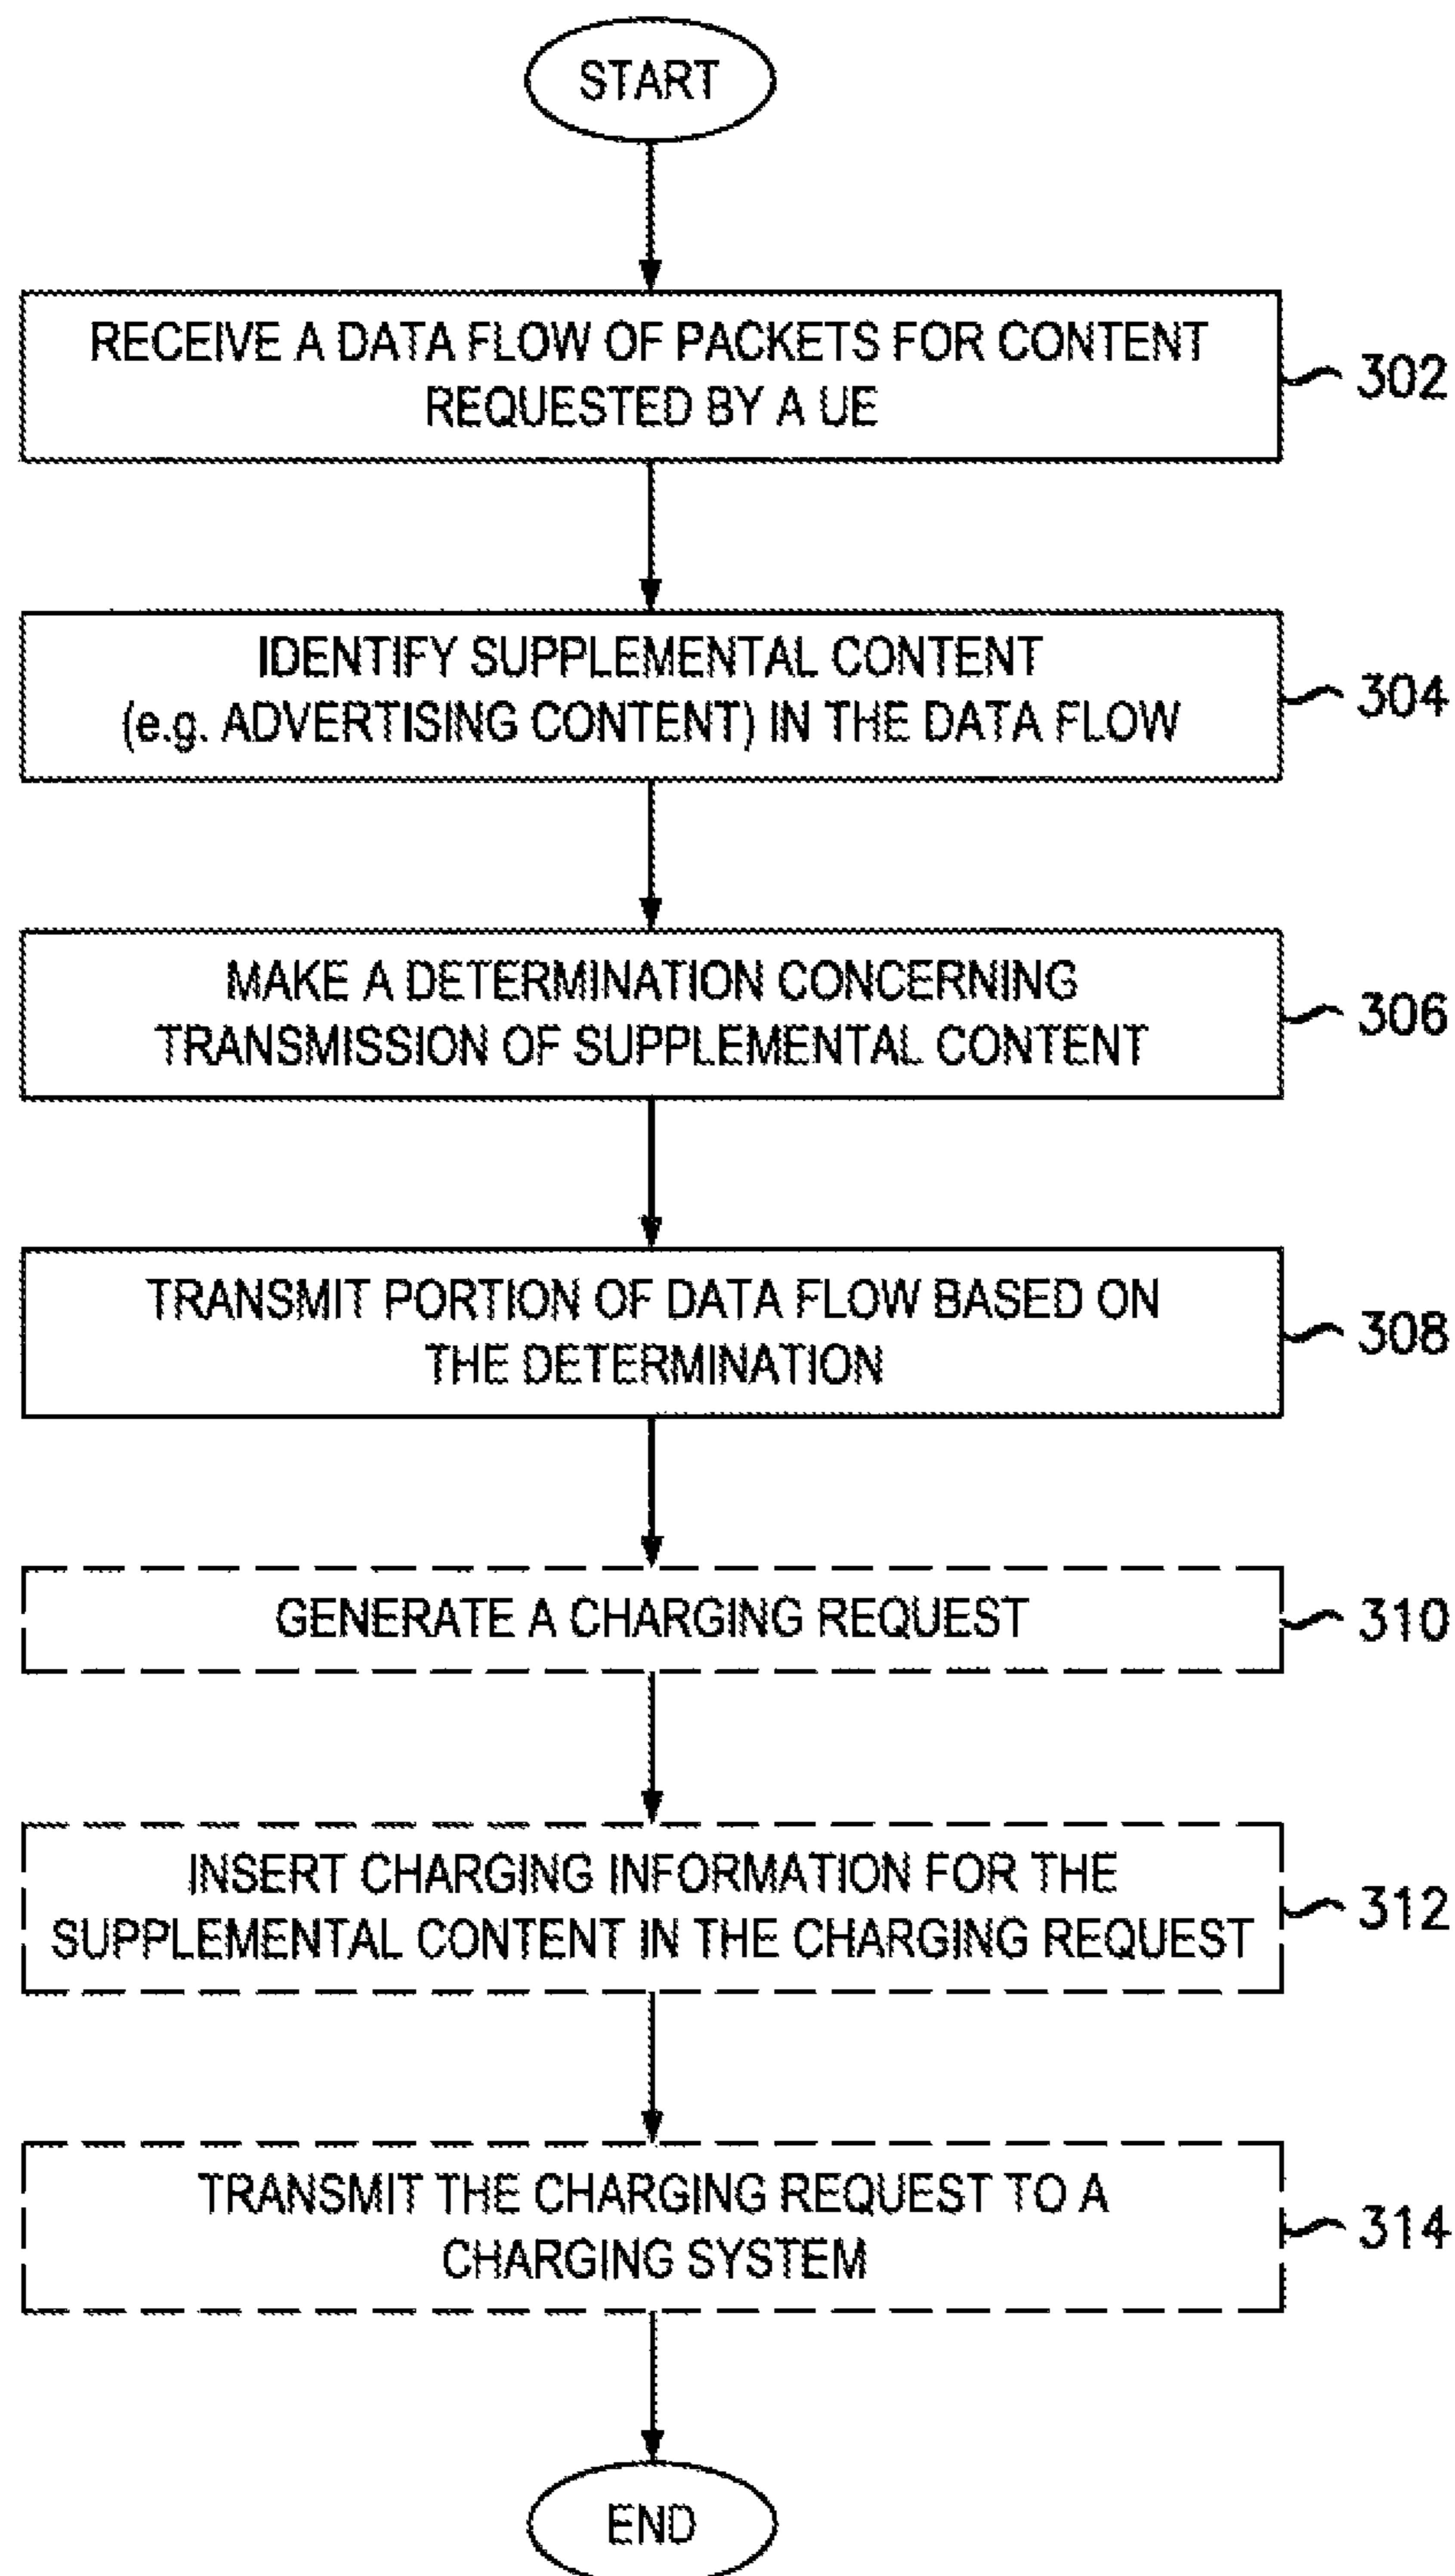 START
RECEIVE A DATA FLOW OF PACKETS FOR CONTENT
REQUESTED BY A UE
302
IDENTIFY SUPPLEMENTAL CONTENT
(e.g. ADVERTISING CONTENT) IN THE DATA FLOW
304
MAKE A DETERMINATION CONCERNING
TRANSMISSION OF SUPPLEMENTAL CONTENT
306
TRANSMIT PORTION OF DATA FLOW BASED ON
THE DETERMINATION
308
GENERATE A CHARGING REQUEST
310
INSERT CHARGING INFORMATION FOR THE
SUPPLEMENTAL CONTENT IN THE CHARGING REQUEST
312
TRANSMIT THE CHARGING REQUEST TO A
CHARGING SYSTEM
314
END